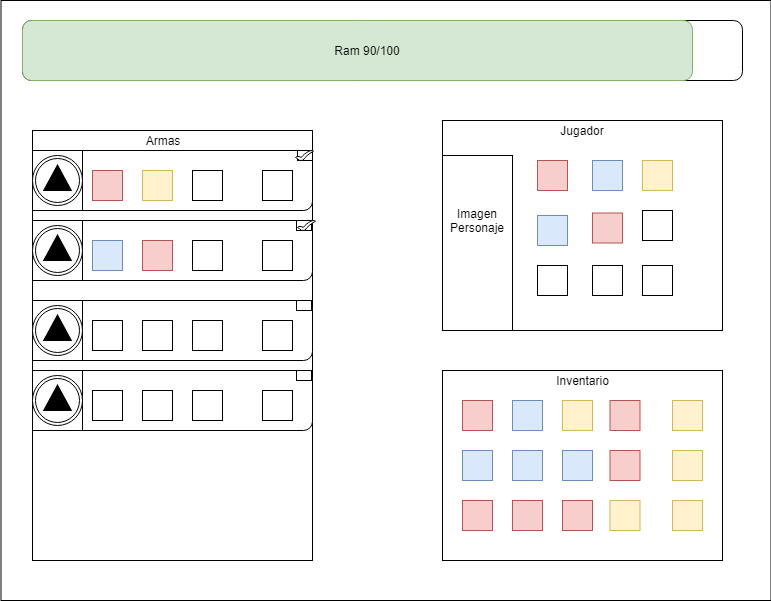 Ram 90/100
Armas
Jugador
Imagen
Personaje
Inventario